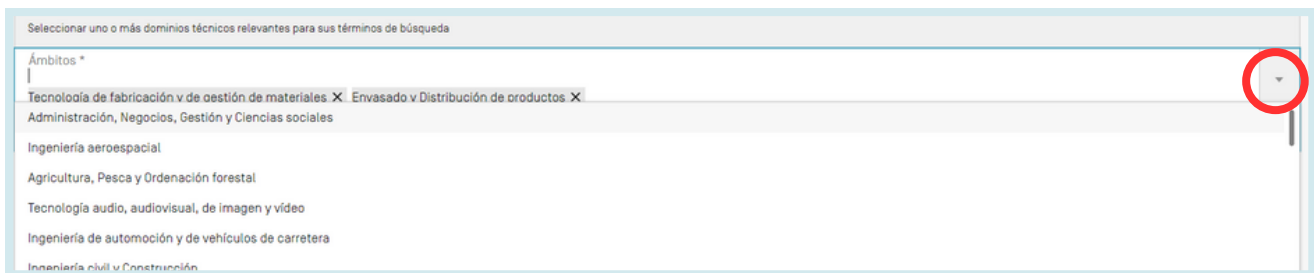 Seleccionar uno o más dominios técnicos relevantes para sus términos de búsqueda
Ámbitos *
Tecnología de fabricación y de gestión de materiales X Envasado y Distribución de productos X
Administración, Negocios, Gestión y Ciencias sociales
Ingeniería aeroespacial
Agricultura, Pesca y Ordenación forestal
Tecnología audio, audiovisual, de imagen y vídeo
Ingeniería de automoción y de vehículos de carretera
Ingeniería civil y Construcción